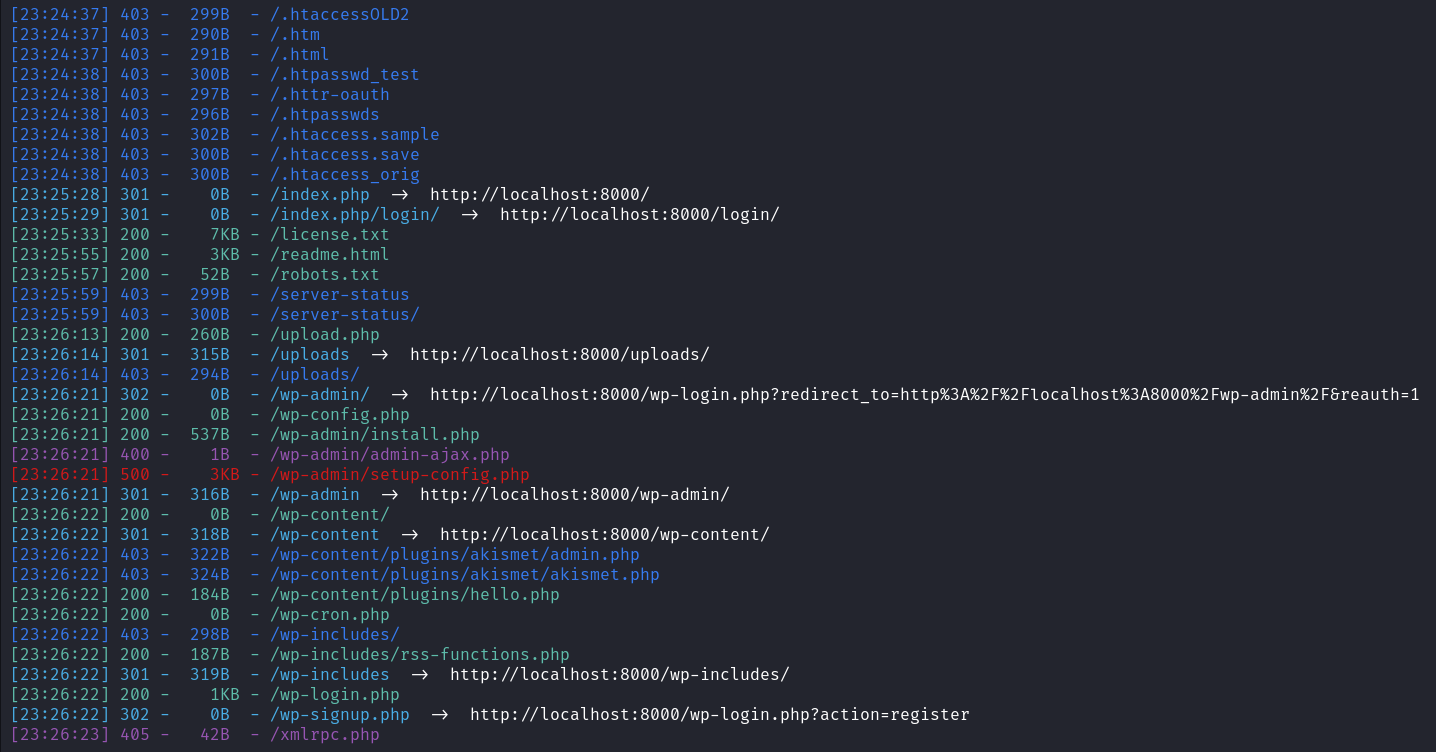 [23:24:37] 403 -  299B  - /.htaccessOLD2
[23:24:37] 403 -  290B  - /.htm
[23:24:37] 403 -  291B  - /.html
[23:24:38] 403 -  300B  - /.htpasswd_test
[23:24:38] 403 -  297B  - /.httr-oauth
[23:24:38] 403 -  296B  - /.htpasswds
[23:24:38] 403 -  302B  - /.htaccess.sample
[23:24:38] 403 -  300B  - /.htaccess.save
[23:24:38] 403 -  300B  - /.htaccess_orig
[23:25:28] 301 -    0B  - /index.php  ->  http://localhost:8000/
[23:25:29] 301 -    0B  - /index.php/login/  ->  http://localhost:8000/login/
[23:25:33] 200 -    7KB - /license.txt
[23:25:55] 200 -    3KB - /readme.html
[23:25:57] 200 -   52B  - /robots.txt
[23:25:59] 403 -  299B  - /server-status
[23:25:59] 403 -  300B  - /server-status/
[23:26:13] 200 -  260B  - /upload.php
[23:26:14] 301 -  315B  - /uploads  ->  http://localhost:8000/uploads/
[23:26:14] 403 -  294B  - /uploads/
[23:26:21] 302 -    0B  - /wp-admin/  ->  http://localhost:8000/wp-login.php?redirect_to=http%3A%2F%2Flocalhost%3A8000%2Fwp-admin%2F&reauth=1
[23:26:21] 200 -    0B  - /wp-config.php
[23:26:21] 200 -  537B  - /wp-admin/install.php
[23:26:21] 400 -    1B  - /wp-admin/admin-ajax.php
[23:26:21] 500 -    3KB - /wp-admin/setup-config.php
[23:26:21] 301 -  316B  - /wp-admin  ->  http://localhost:8000/wp-admin/
[23:26:22] 200 -    0B  - /wp-content/
[23:26:22] 301 -  318B  - /wp-content  ->  http://localhost:8000/wp-content/
[23:26:22] 403 -  322B  - /wp-content/plugins/akismet/admin.php
[23:26:22] 403 -  324B  - /wp-content/plugins/akismet/akismet.php
[23:26:22] 200 -  184B  - /wp-content/plugins/hello.php
[23:26:22] 200 -    0B  - /wp-cron.php
[23:26:22] 403 -  298B  - /wp-includes/
[23:26:22] 200 -  187B  - /wp-includes/rss-functions.php
[23:26:22] 301 -  319B  - /wp-includes  ->  http://localhost:8000/wp-includes/
[23:26:22] 200 -    1KB - /wp-login.php
[23:26:22] 302 -    0B  - /wp-signup.php  ->  http://localhost:8000/wp-login.php?action=register
[23:26:23] 405 -   42B  - /xmlrpc.php